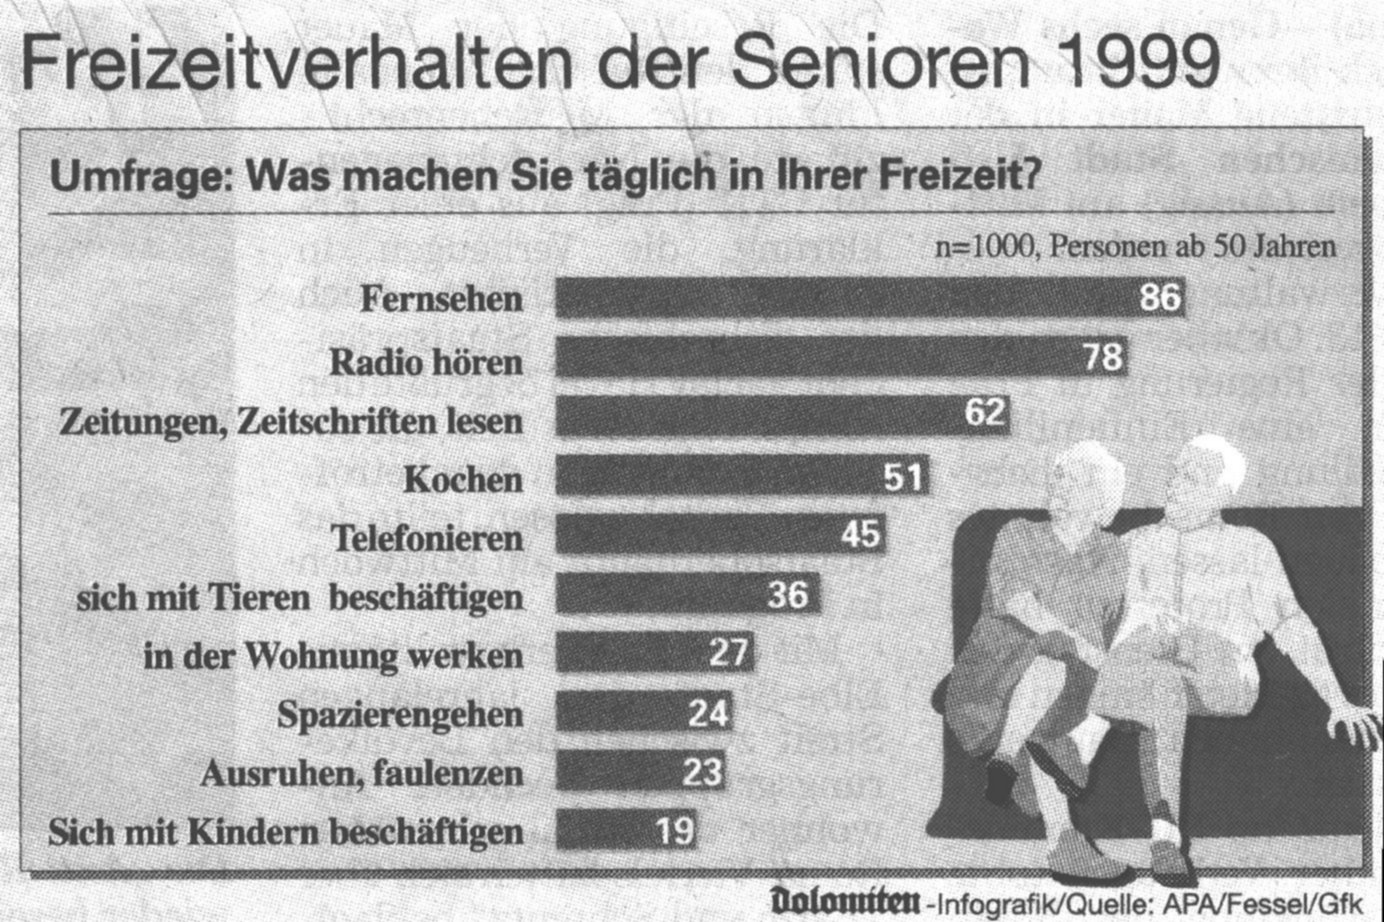 Freizeitverhalten der Senioren 1999
Umfrage: Was machen Sie täglich in Ihrer Freizeit?
n=1000, Personen ab 50 Jahren
Fernsehen 86
Radio hören 78
Zeitungen, Zeitschriften lesen 62
Kochen 51
Telefonieren 45
sich mit Tieren beschäftigen 36
in der Wohnung werken 27
Spazierengehen 24
Ausruhen, faulenzen 23
Sich mit Kindern beschäftigen 19
Dolomiten -Infografik/Quelle: APA/Fessel/Gfk